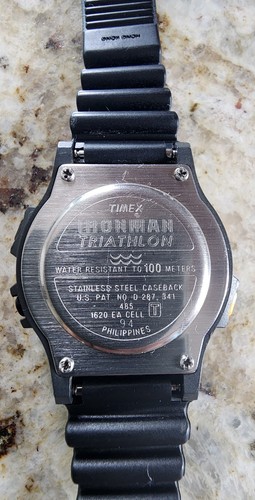 TIMEX
IRONMAN
TRIATHLON
WATER RESISTANT TO 100 METERS
STAINLESS STEEL CASEBACK
U.S. PAT. NO. D-287, 341
485
1620 EA CELL T
94
PHILIPPINES